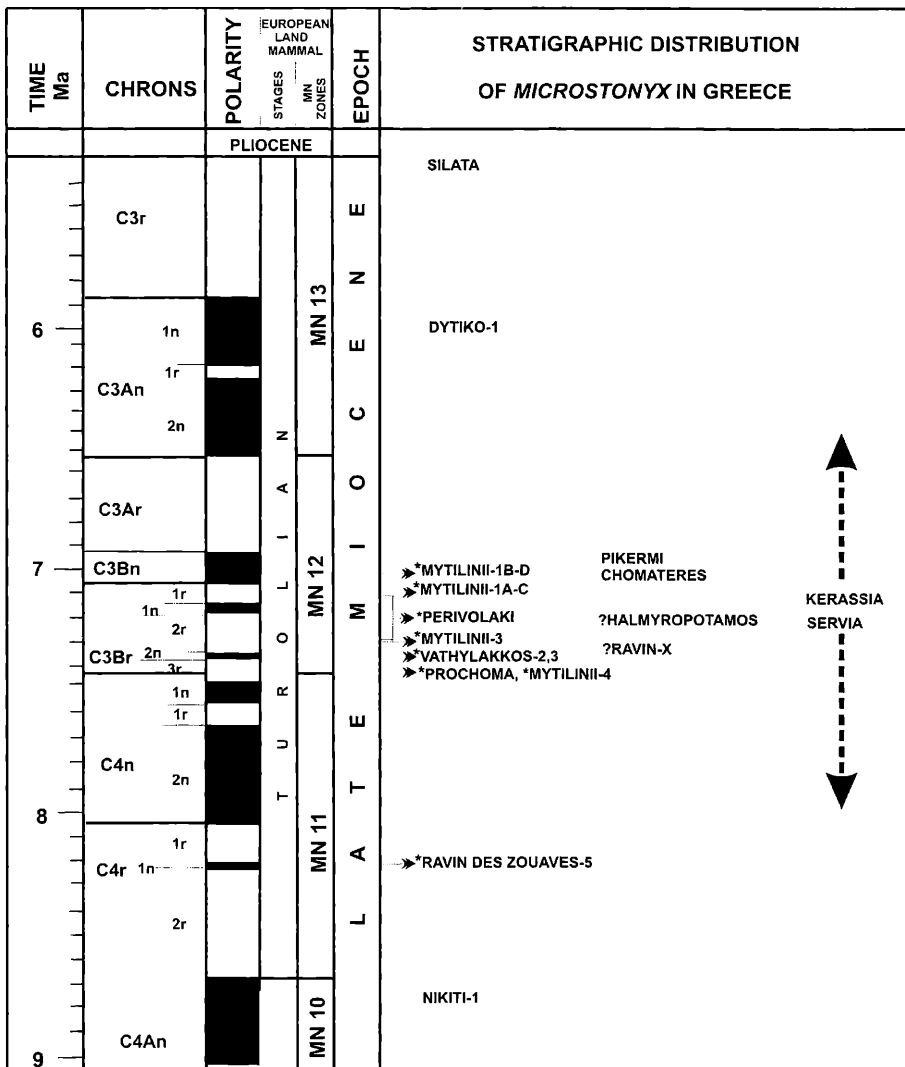 TIME Ma
CHRONS
POLARITY
EUROPEAN LAND MAMMAL
STAGES
MN ZONES
EPOCH
STRATIGRAPHIC DISTRIBUTION
OF MICROSTONYX IN GREECE
PLIOCENE
SILATA
C3r
MN 13
6
1n
DYTIKO-1
1r
C3An
2n
C3Ar
MN 12
7
C3Bn
*MYTILINII-1B-D
PIKERMI
CHOMATERES
1r
*MYTILINII-1A-C
1n
*PERIVOLAKI
?HALMYROPOTAMOS
KERASSIA
SERVIA
2r
*MYTILINII-3
C3Br
2n
*VATHYLAKKOS-2,3
?RAVIN-X
3r
*PROCHOMA, *MYTILINII-4
1n
1r
C4n
2n
8
MN 11
1r
C4r
1n
*RAVIN DES ZOUAVES-5
2r
NIKITI-1
MN 10
C4An
9
TUROLIAN
LATE MIOCENE